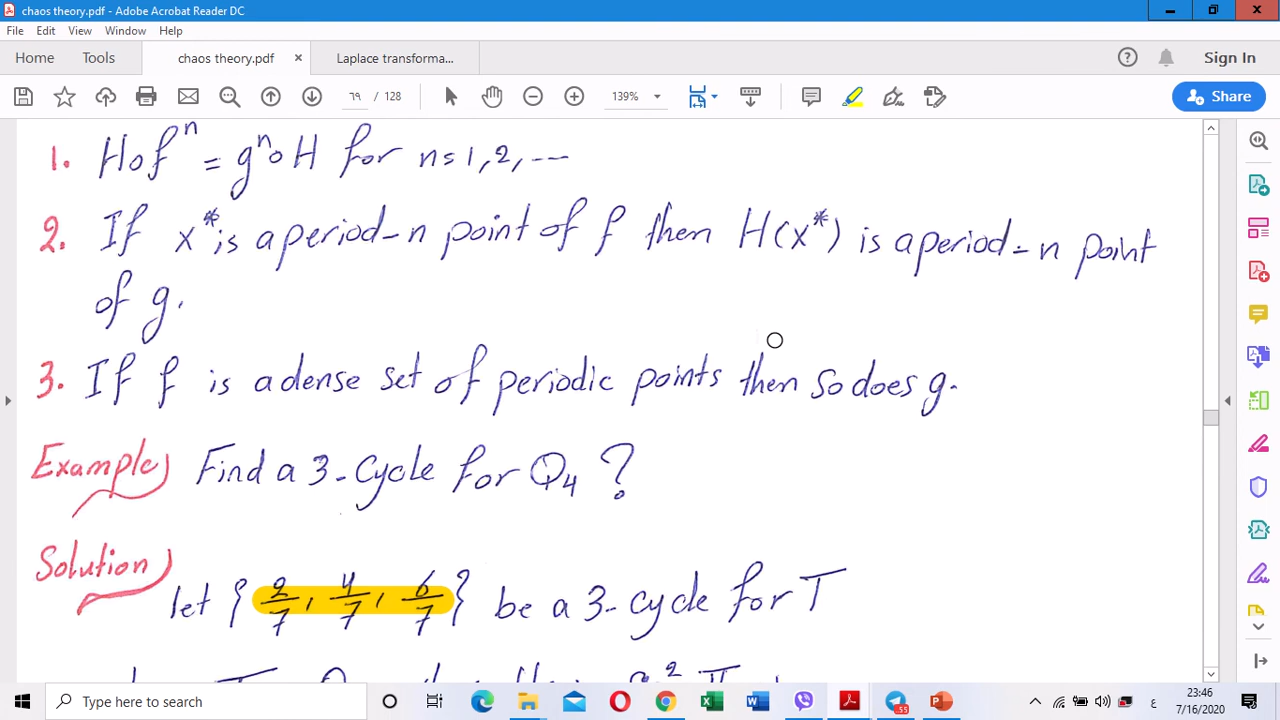 chaos theory.pdf - Adobe Acrobat Reader DC
File Edit View Window Help
Home Tools chaos theory.pdf × Laplace transforma... Sign In
٦٩ / 128 139% Share
1. Hof^n = g^n o H for n=1,2,---
2. If x* is a period-n point of f then H(x*) is a period-n point
of g.
3. If f is a dense set of periodic points then so does g.
Example) Find a 3-Cycle for Q4 ?
Solution)
let {2/7, 4/7, 6/7} be a 3-cycle for T
Type here to search
ع 23:46
7/16/2020